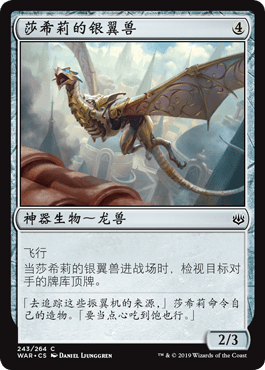 莎希莉的银翼兽 4
神器生物～龙兽
飞行
当莎希莉的银翼兽进战场时，检视目标对
手的牌库顶牌。
「去追踪这些振翼机的来源，」莎希莉命令自
己的造物。「要当点心吃到饱也行。」
2/3
243/264 C
WAR • CS DANIEL LJUNGGREN
™ & © 2019 Wizards of the Coast